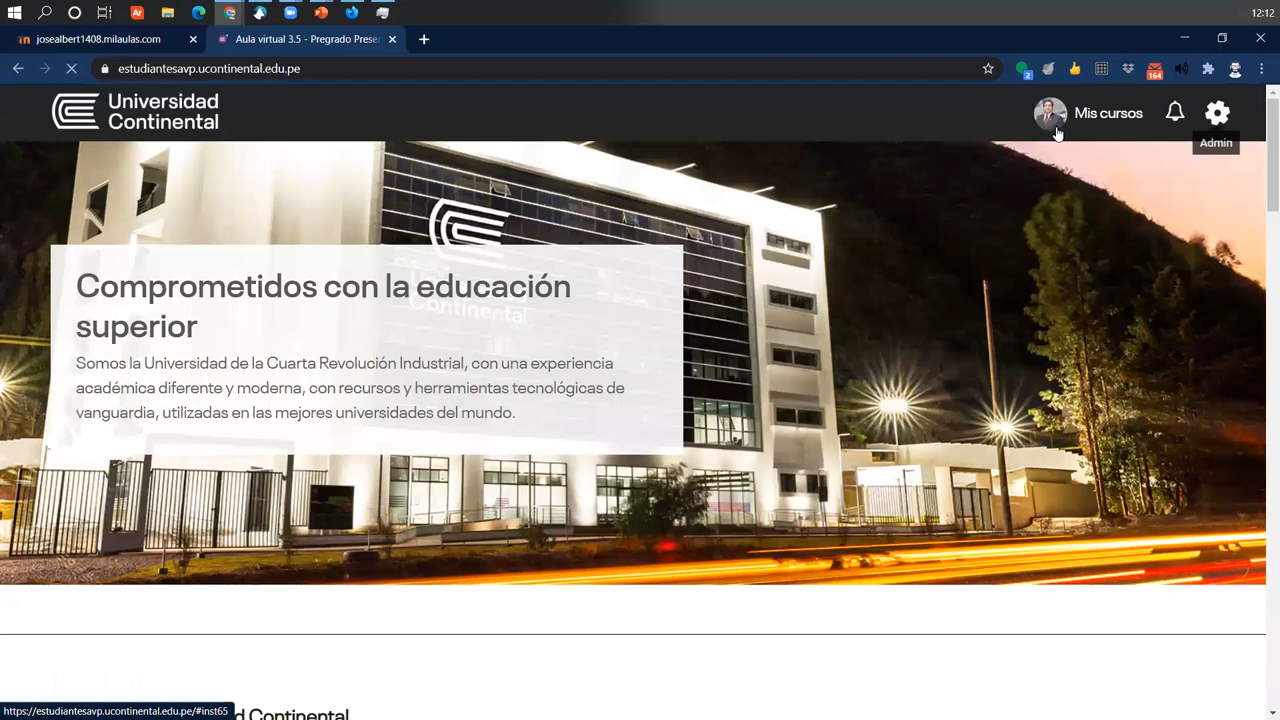 12:12
josealbert1408.milaulas.com
Aula virtual 3.5 - Pregrado Presen
estudiantesavp.ucontinental.edu.pe
2
164
Universidad
Continental
Mis cursos
Admin
Comprometidos con la educación
superior
Somos la Universidad de la Cuarta Revolución Industrial, con una experiencia
académica diferente y moderna, con recursos y herramientas tecnológicas de
vanguardia, utilizadas en las mejores universidades del mundo.
https://estudiantesavp.ucontinental.edu.pe/#inst65
d Continental